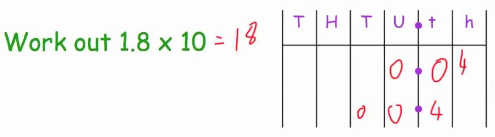 Work out 1.8 x 10 = 18
T H T U . t h
0 . 0 4
0 0 . 4